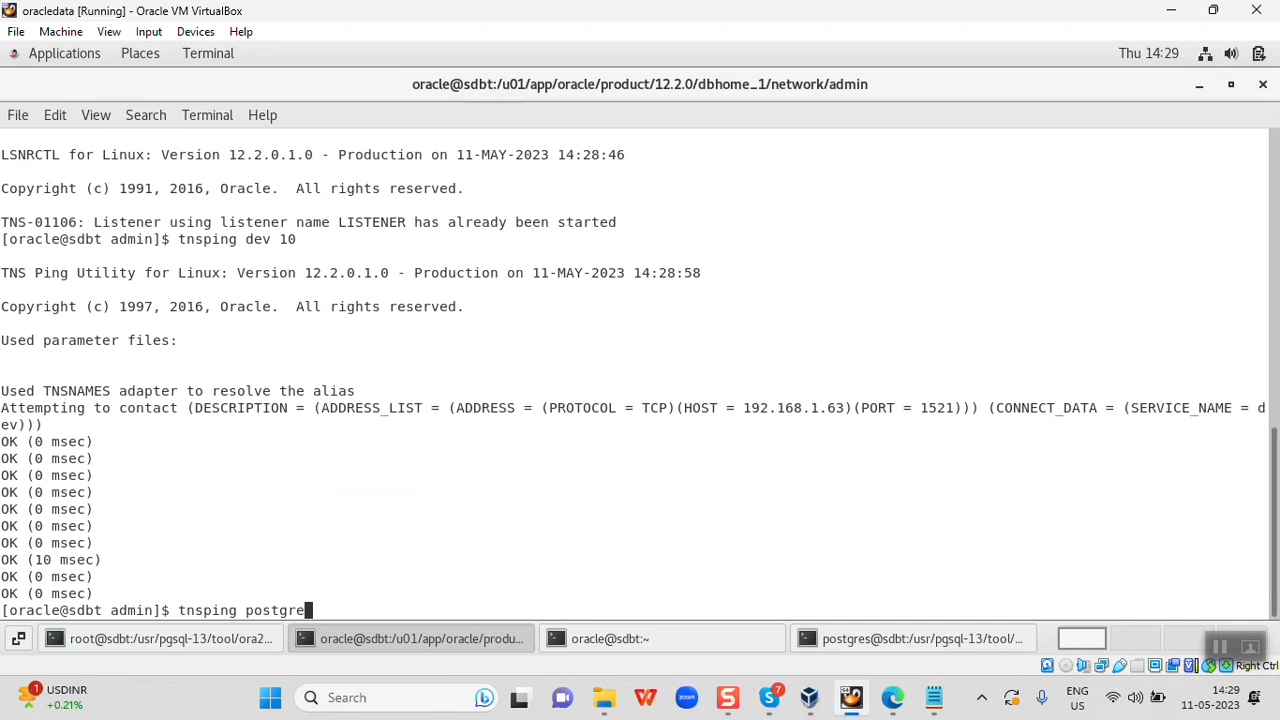 oracledata [Running] - Oracle VM VirtualBox
File Machine View Input Devices Help
Applications Places Terminal Thu 14:29
oracle@sdbt:/u01/app/oracle/product/12.2.0/dbhome_1/network/admin
File Edit View Search Terminal Help
LSNRCTL for Linux: Version 12.2.0.1.0 - Production on 11-MAY-2023 14:28:46
Copyright (c) 1991, 2016, Oracle.  All rights reserved.
TNS-01106: Listener using listener name LISTENER has already been started
[oracle@sdbt admin]$ tnsping dev 10
TNS Ping Utility for Linux: Version 12.2.0.1.0 - Production on 11-MAY-2023 14:28:58
Copyright (c) 1997, 2016, Oracle.  All rights reserved.
Used parameter files:
Used TNSNAMES adapter to resolve the alias
Attempting to contact (DESCRIPTION = (ADDRESS_LIST = (ADDRESS = (PROTOCOL = TCP)(HOST = 192.168.1.63)(PORT = 1521))) (CONNECT_DATA = (SERVICE_NAME = d
ev)))
OK (0 msec)
OK (0 msec)
OK (0 msec)
OK (0 msec)
OK (0 msec)
OK (0 msec)
OK (0 msec)
OK (10 msec)
OK (0 msec)
OK (0 msec)
[oracle@sdbt admin]$ tnsping postgre
root@sdbt:/usr/pgsql-13/tool/ora2... oracle@sdbt:/u01/app/oracle/produ... oracle@sdbt:~ postgres@sdbt:/usr/pgsql-13/tool/...
Right Ctrl
1 USDINR
+0.21%
Search
7
ENG
US
14:29
11-05-2023